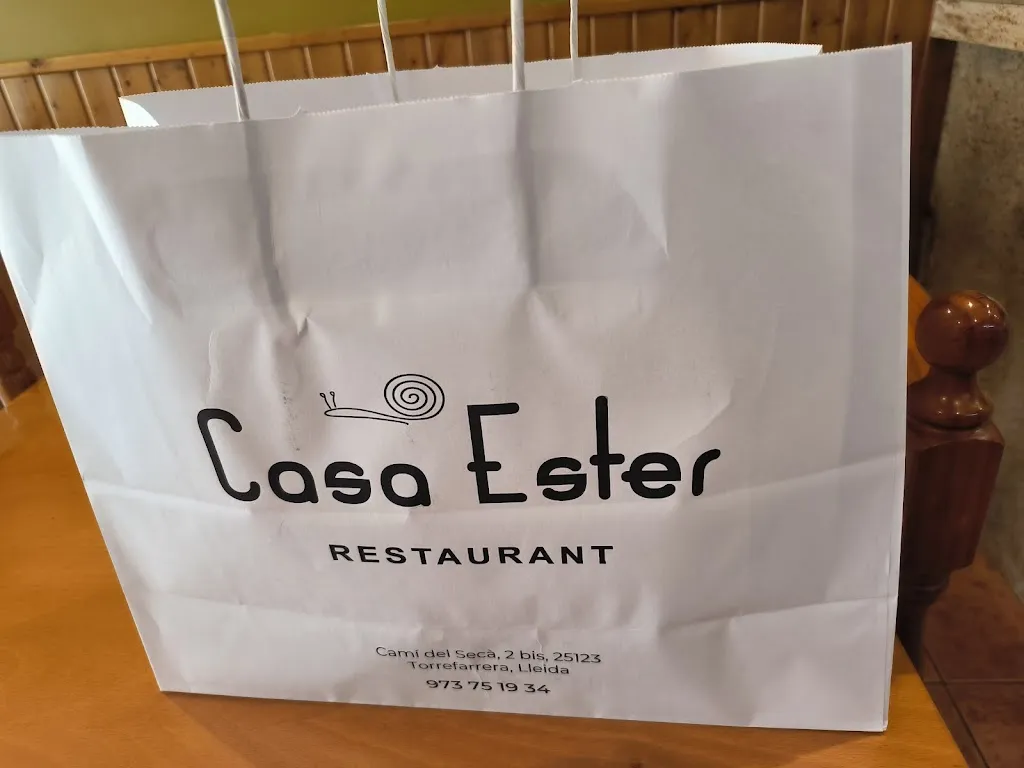 Casa Ester
RESTAURANT
Camí del Secà, 2 bis, 25123
Torrefarrera, Lleida
973 75 19 34